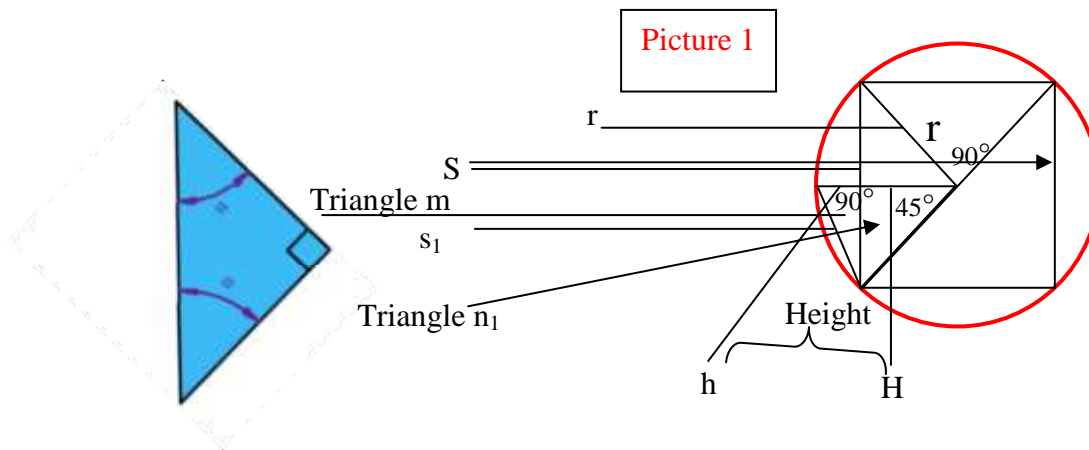 Picture 1
r
r
90°
S
Triangle m
90°
45°
s₁
Triangle n₁
Height
h
H